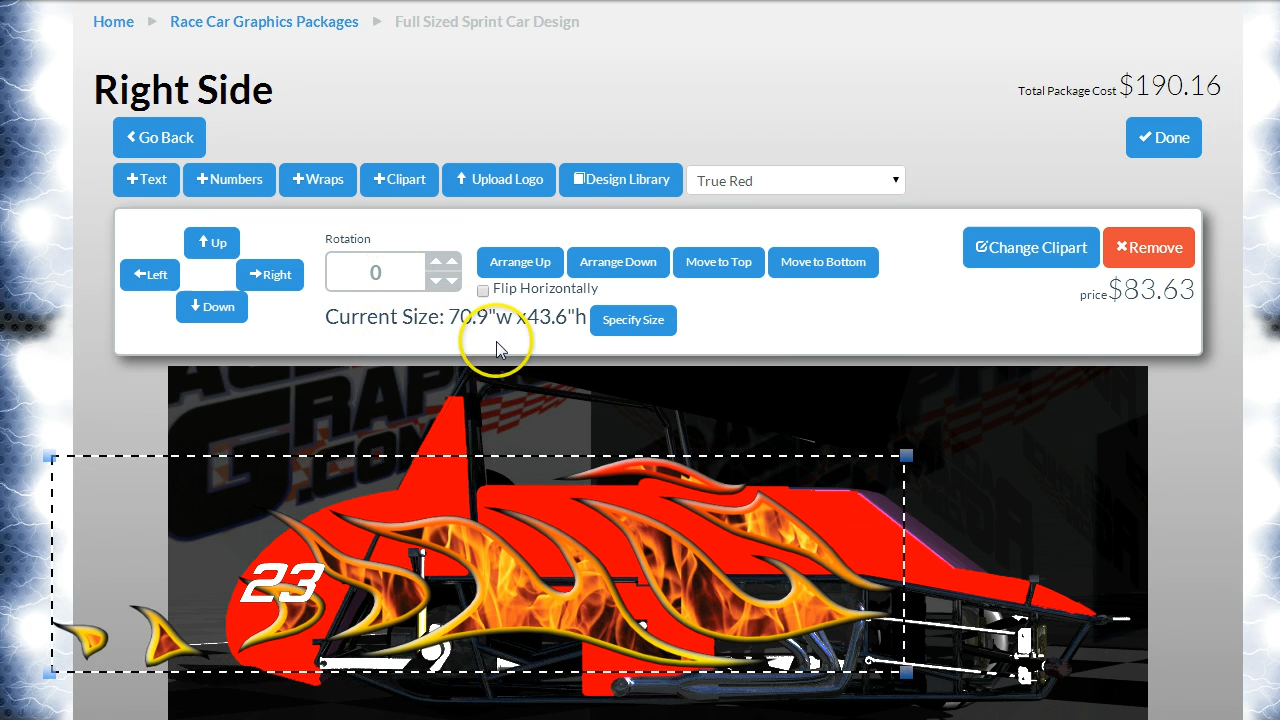 Home Race Car Graphics Packages Full Sized Sprint Car Design
Right Side
Total Package Cost $190.16
Go Back
Done
+Text +Numbers +Wraps +Clipart Upload Logo Design Library True Red
Up
Left Right
Down
Rotation
0
Arrange Up Arrange Down Move to Top Move to Bottom
Flip Horizontally
Current Size: 70.9"w x43.6"h Specify Size
Change Clipart Remove
price $83.63
GRAPH
G .COM
23